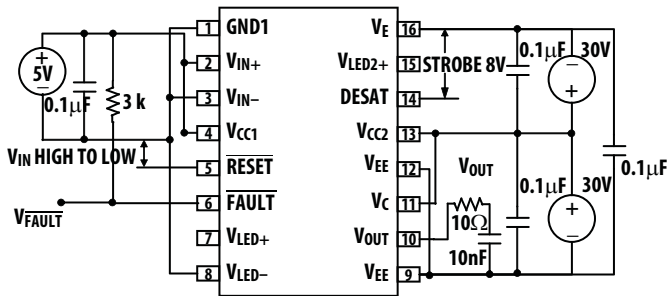 1 GND1
2 VIN+
3 VIN–
4 VCC1
5 RESET
6 FAULT
7 VLED+
8 VLED–
VE 16
VLED2+ 15
DESAT 14
VCC2 13
VEE 12
VC 11
VOUT 10
VEE 9
+
5V
–
0.1μF
3 k
VIN HIGH TO LOW
VFAULT
STROBE 8V
0.1μF
30V
–
+
VOUT
10Ω
10nF
0.1μF
30V
+
–
0.1μF